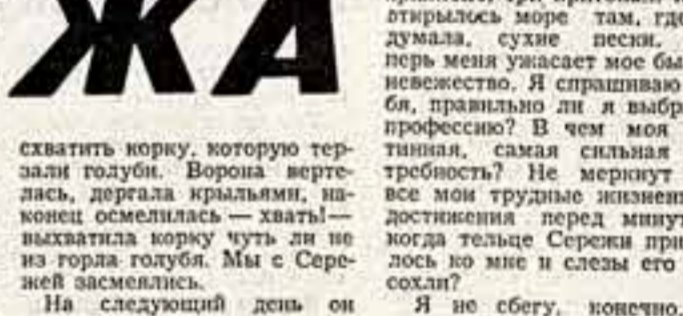 ЖА
схватить корку, которую тер-
зали голуби. Ворона верте-
лась, дергала крыльями, на-
конец осмелилась — хвать! —
выхватила корку чуть ли не
из горла голубя. Мы с Сере-
жей засмеялись.
На следующий день он
открылось море там, где
думала, сухие пески.
перь меня ужасает мое бы
невежество. Я спрашиваю
бя, правильно ли я выбр
профессию? В чем моя
тинная, самая сильная
требность? Не меркнут
все мои трудные жизнен
достижения перед минут
когда тельце Сережи при
лось ко мне и слезы его
сохли?
Я не сбегу, конечно,